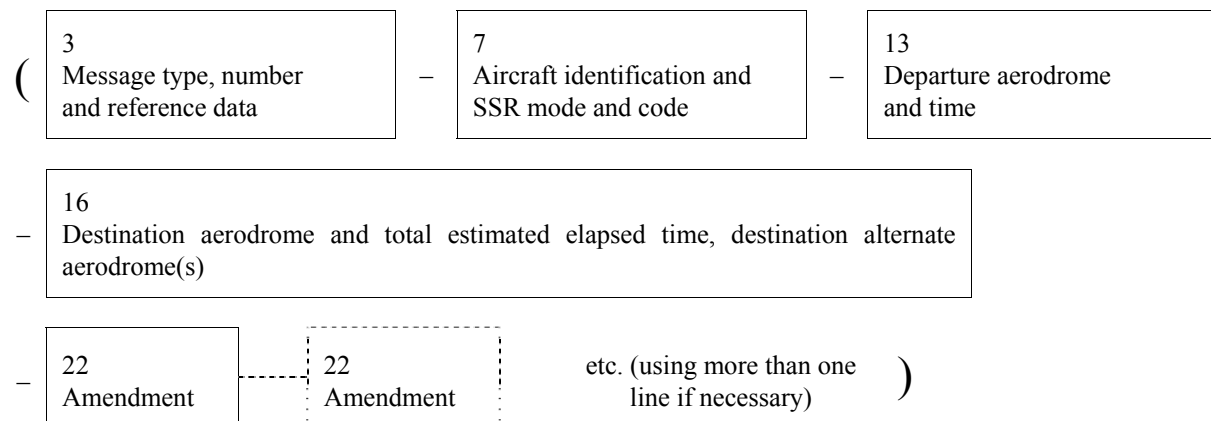 ( 3 7 13
Message type, number – Aircraft identification and – Departure aerodrome
and reference data SSR mode and code and time
16
– Destination aerodrome and total estimated elapsed time, destination alternate
aerodrome(s)
22 22 etc. (using more than one )
– Amendment Amendment line if necessary)